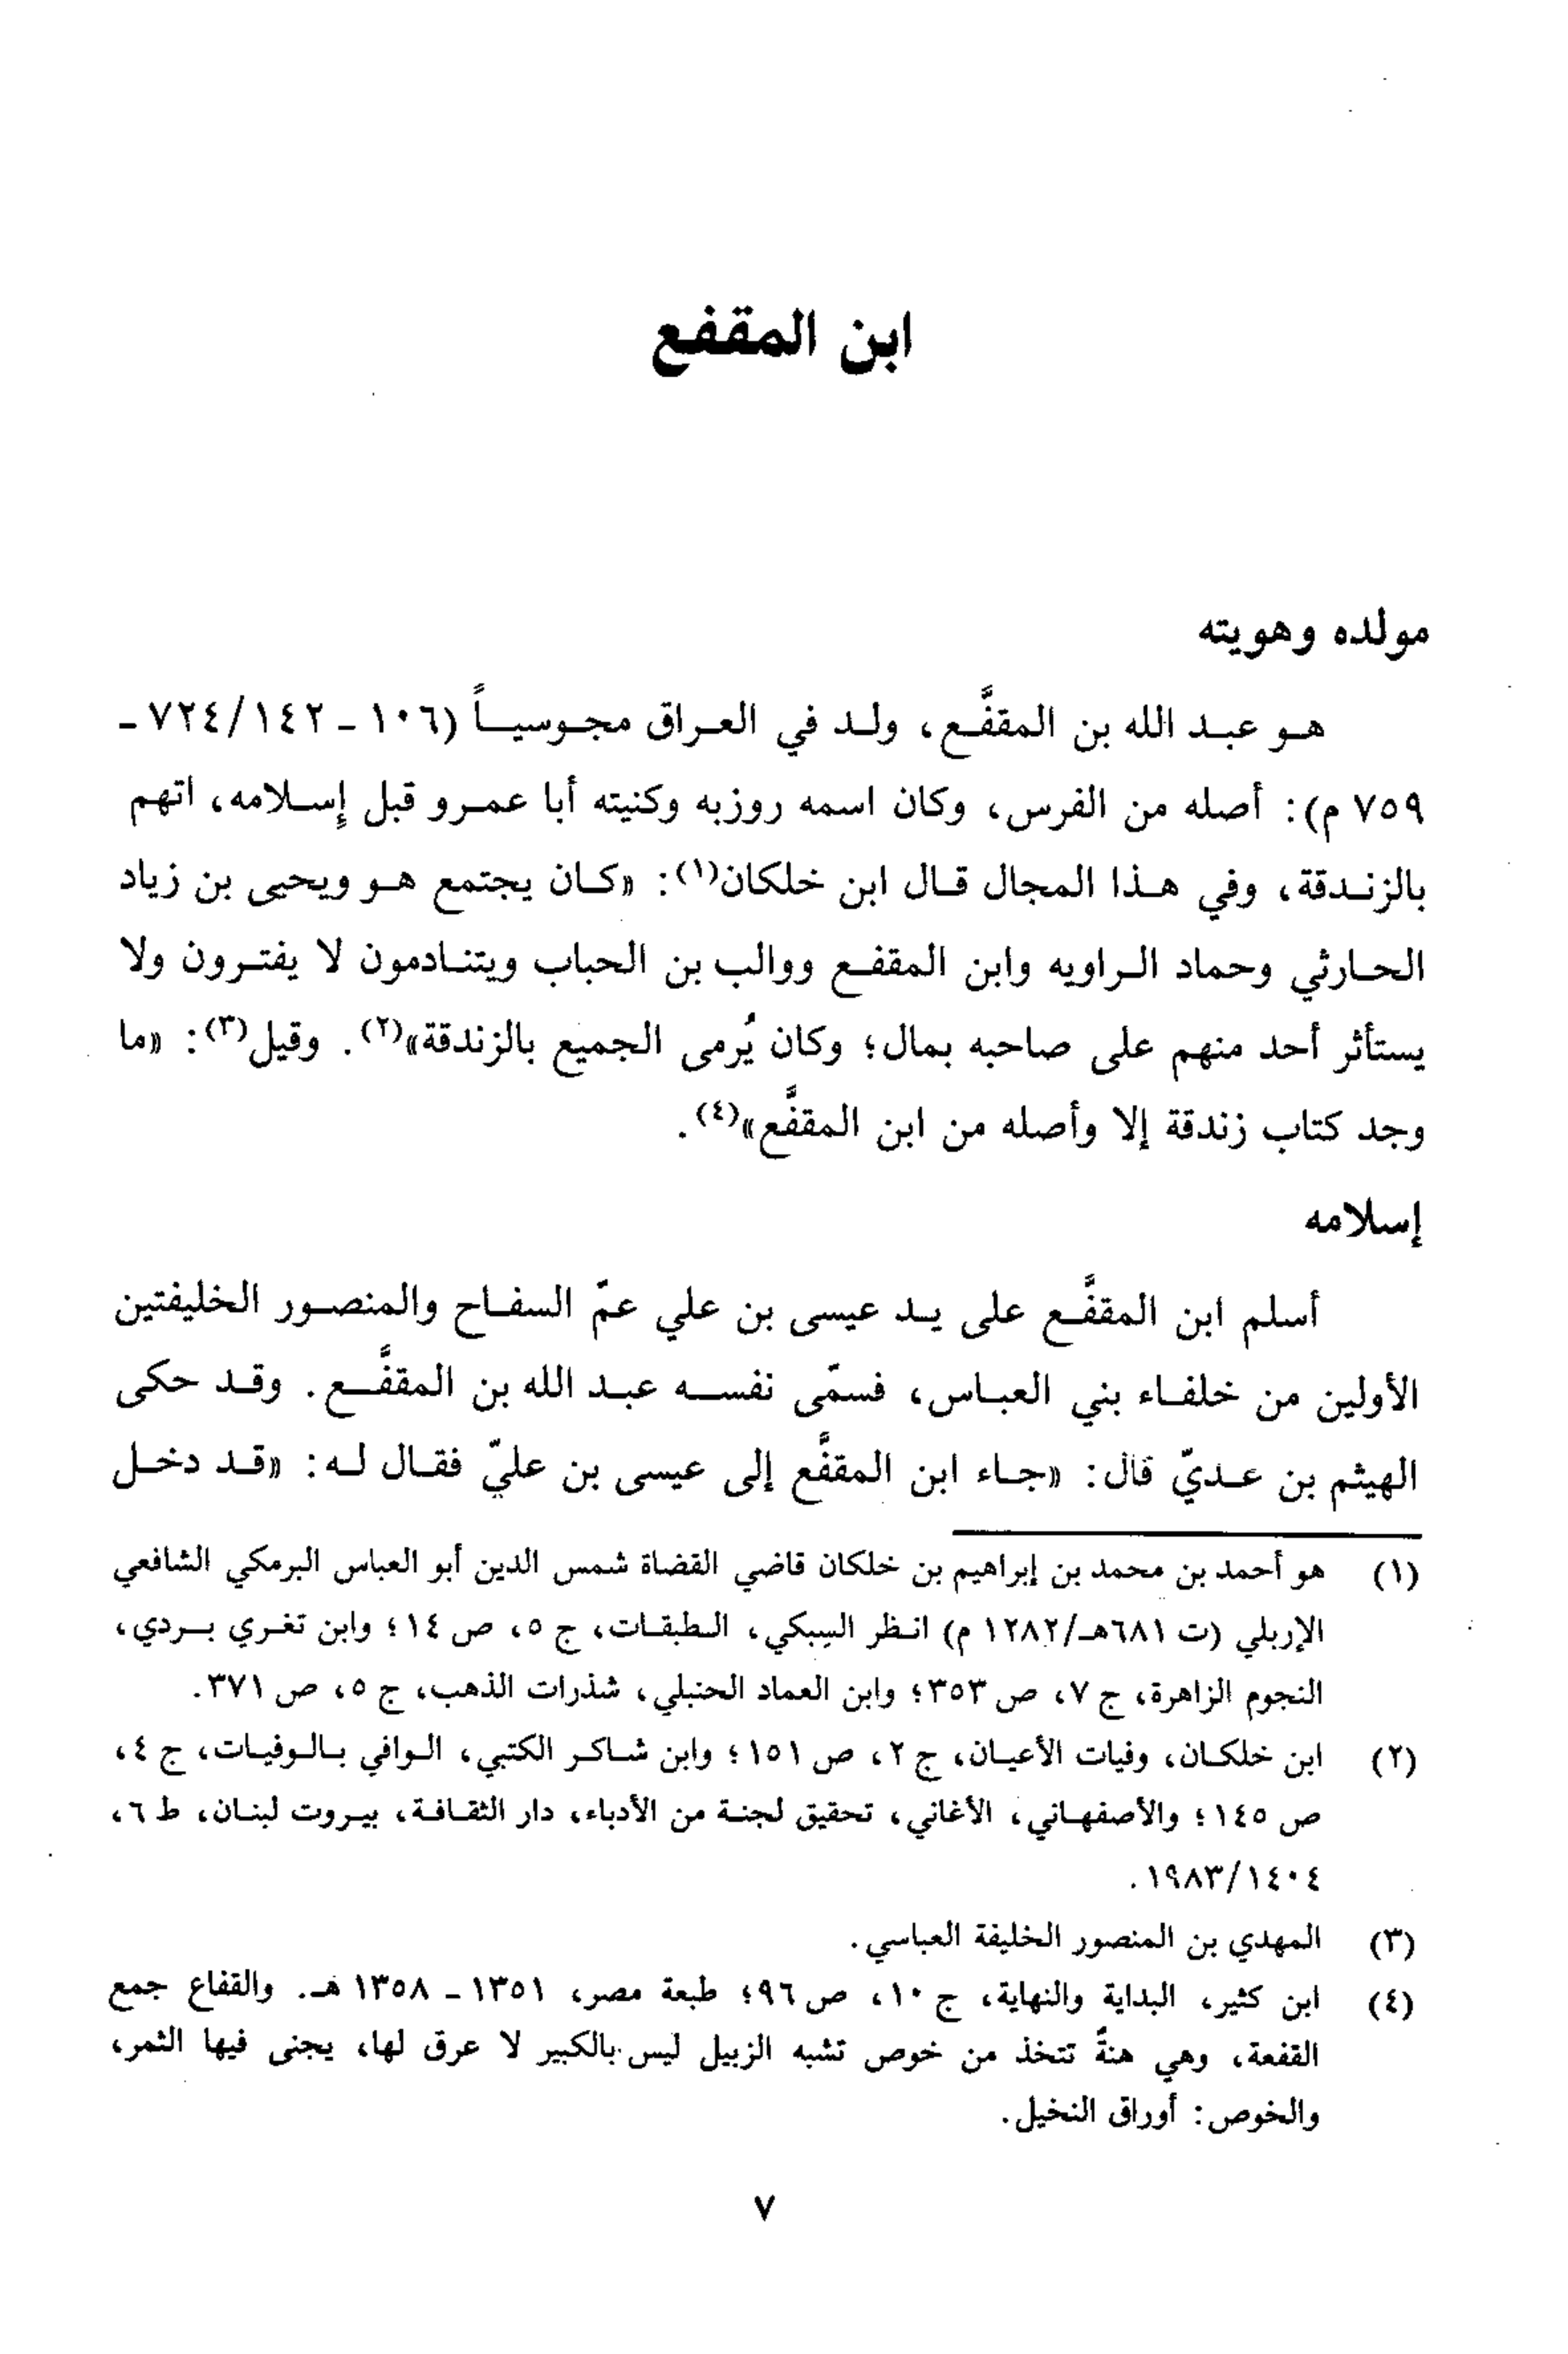 ابن المقفع
مولده وهويته
هو عبد الله بن المقفَّع، ولد في العراق مجوسياً (١٠٦ - ١٤٢/ ٧٢٤ -
٧٥٩ م): أصله من الفرس، وكان اسمه روزبه وكنيته أبا عمرو قبل إسلامه، اتهم
بالزندقة، وفي هذا المجال قال ابن خلكان(١): «كان يجتمع هو ويحيى بن زياد
الحارثي وحماد الراويه وابن المقفع ووالب بن الحباب ويتنادمون لا يفترون ولا
يستأثر أحد منهم على صاحبه بمال؛ وكان يُرمى الجميع بالزندقة»(٢). وقيل(٣): «ما
وجد كتاب زندقة إلا وأصله من ابن المقفَّع»(٤).
إسلامه
أسلم ابن المقفَّع على يد عيسى بن علي عمّ السفاح والمنصور الخليفتين
الأولين من خلفاء بني العباس، فسمّى نفسه عبد الله بن المقفَّع. وقد حكى
الهيثم بن عديّ قال: «جاء ابن المقفَّع إلى عيسى بن عليّ فقال له: «قد دخل
(١) هو أحمد بن محمد بن إبراهيم بن خلكان قاضي القضاة شمس الدين أبو العباس البرمكي الشافعي
الإربلي (ت ٦٨١هـ/١٢٨٢ م) انظر السبكي، الطبقات، ج ٥، ص ١٤؛ وابن تغري بردي،
النجوم الزاهرة، ج ٧، ص ٣٥٣؛ وابن العماد الحنبلي، شذرات الذهب، ج ٥، ص ٣٧١.
(٢) ابن خلكان، وفيات الأعيان، ج ٢، ص ١٥١؛ وابن شاكر الكتبي، الوافي بالوفيات، ج ٤،
ص ١٤٥؛ والأصفهاني، الأغاني، تحقيق لجنة من الأدباء، دار الثقافة، بيروت لبنان، ط ٦،
١٤٠٤/ ١٩٨٣.
(٣) المهدي بن المنصور الخليفة العباسي.
(٤) ابن كثير، البداية والنهاية، ج ١٠، ص ٩٦؛ طبعة مصر، ١٣٥١ - ١٣٥٨ هـ. والقفاع جمع
القفعة، وهي هنةٌ تتخذ من خوص تشبه الزبيل ليس بالكبير لا عرق لها، يجنى فيها الثمر،
والخوص: أوراق النخيل.
٧